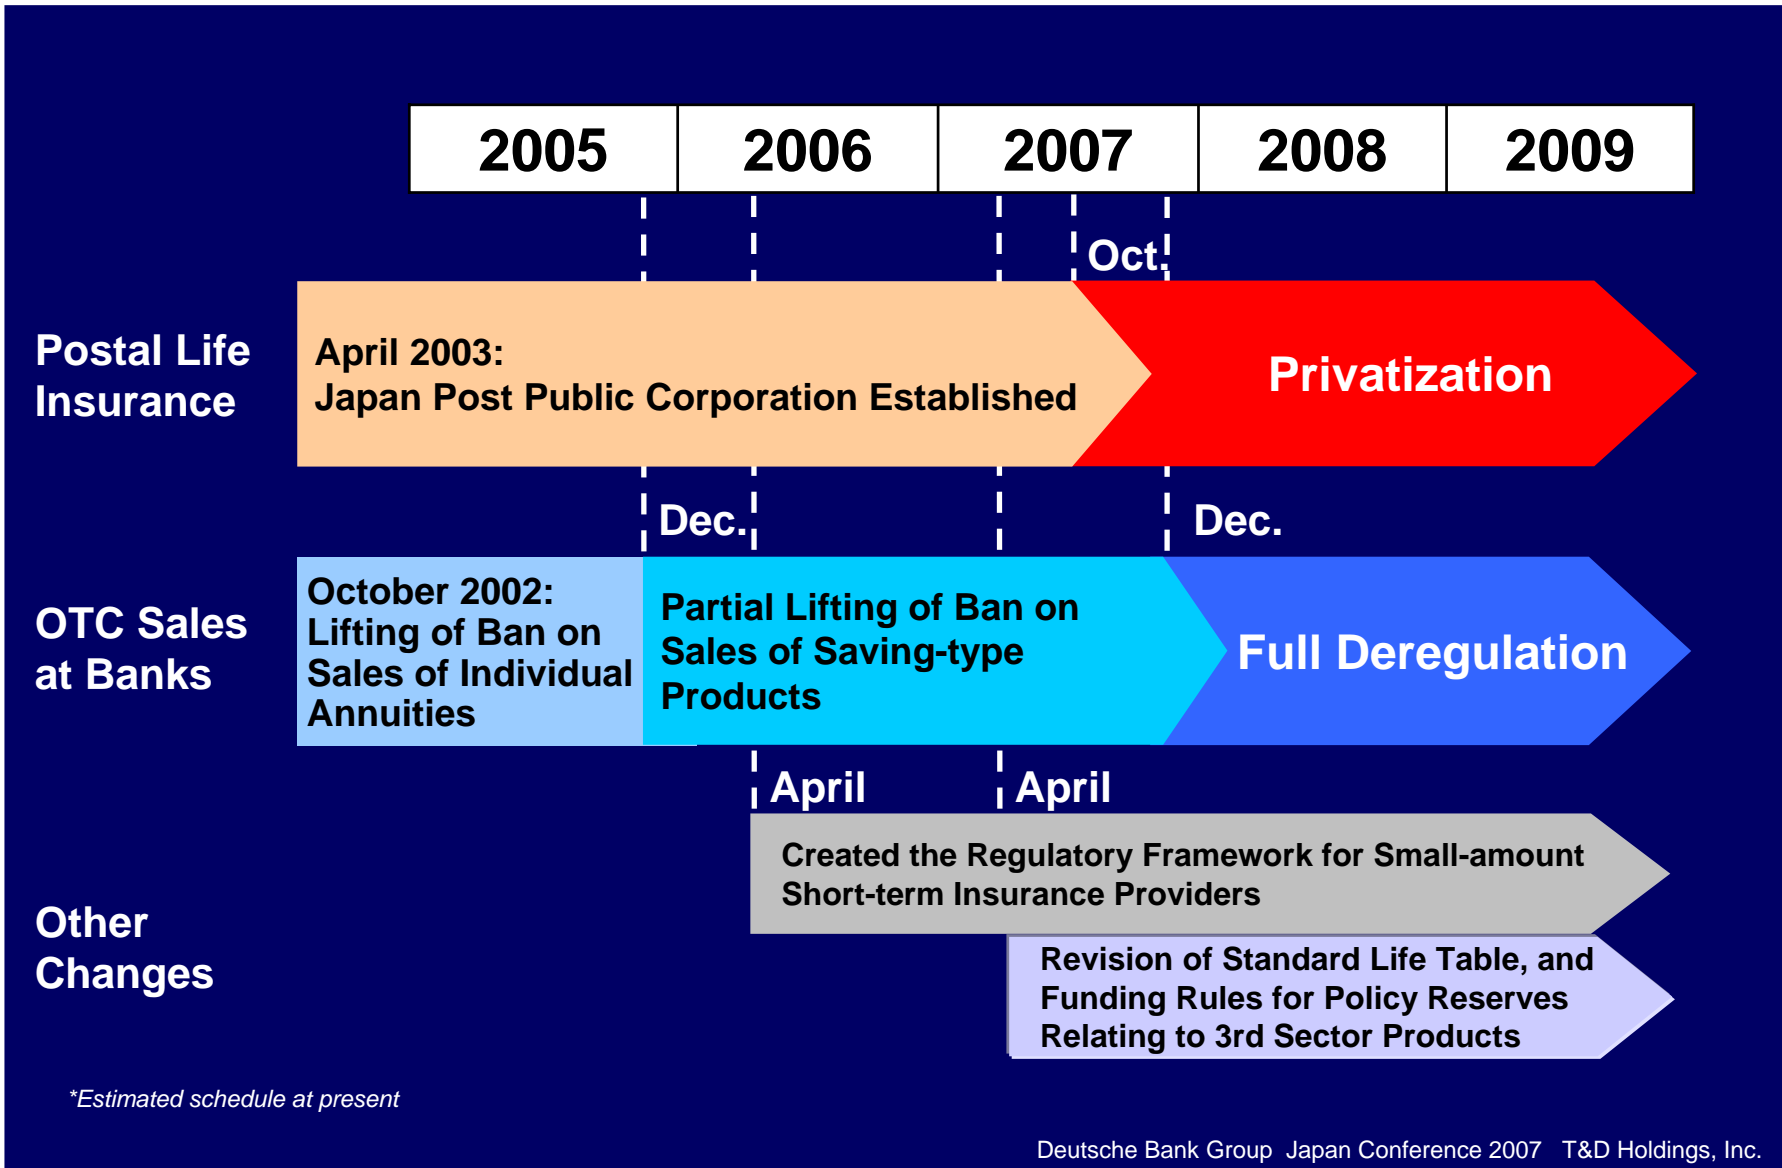 2005 2006 2007 2008 2009
Oct.
Postal Life
Insurance
April 2003:
Japan Post Public Corporation Established
Privatization
Dec.
Dec.
OTC Sales
at Banks
October 2002:
Lifting of Ban on
Sales of Individual
Annuities
Partial Lifting of Ban on
Sales of Saving-type
Products
Full Deregulation
April
April
Other
Changes
Created the Regulatory Framework for Small-amount
Short-term Insurance Providers
Revision of Standard Life Table, and
Funding Rules for Policy Reserves
Relating to 3rd Sector Products
*Estimated schedule at present
Deutsche Bank Group Japan Conference 2007 T&D Holdings, Inc.